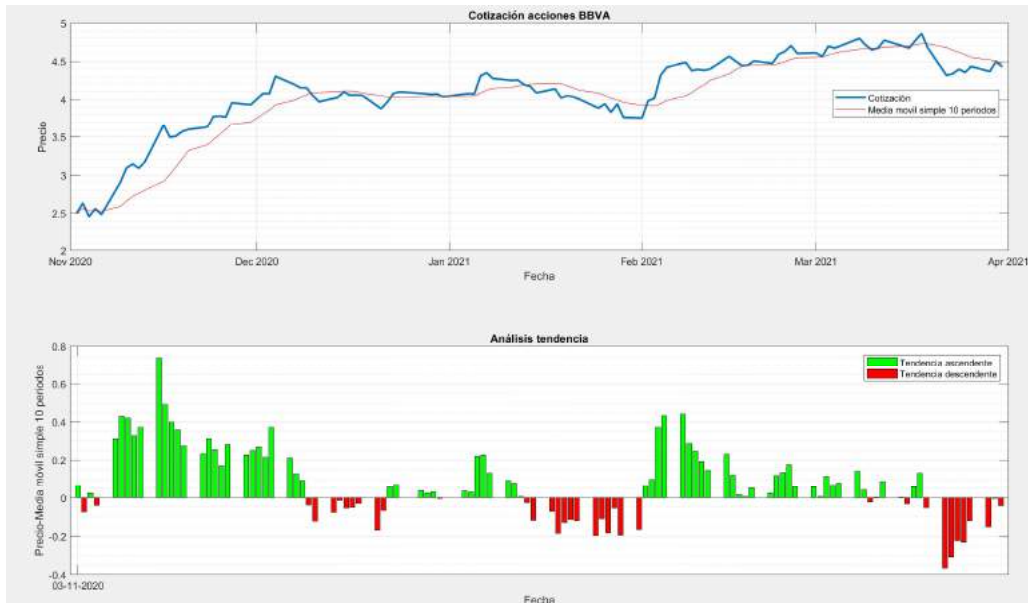 Cotización acciones BBVA
5
4.5
4
3.5
3
2.5
2
Precio
Cotización
Media movil simple 10 periodos
Nov 2020
Dec 2020
Jan 2021
Feb 2021
Mar 2021
Apr 2021
Fecha
Análisis tendencia
0.8
0.6
0.4
0.2
0
-0.2
-0.4
Precio-Media móvil simple 10 periodos
Tendencia ascendente
Tendencia descendente
03-11-2020
Fecha